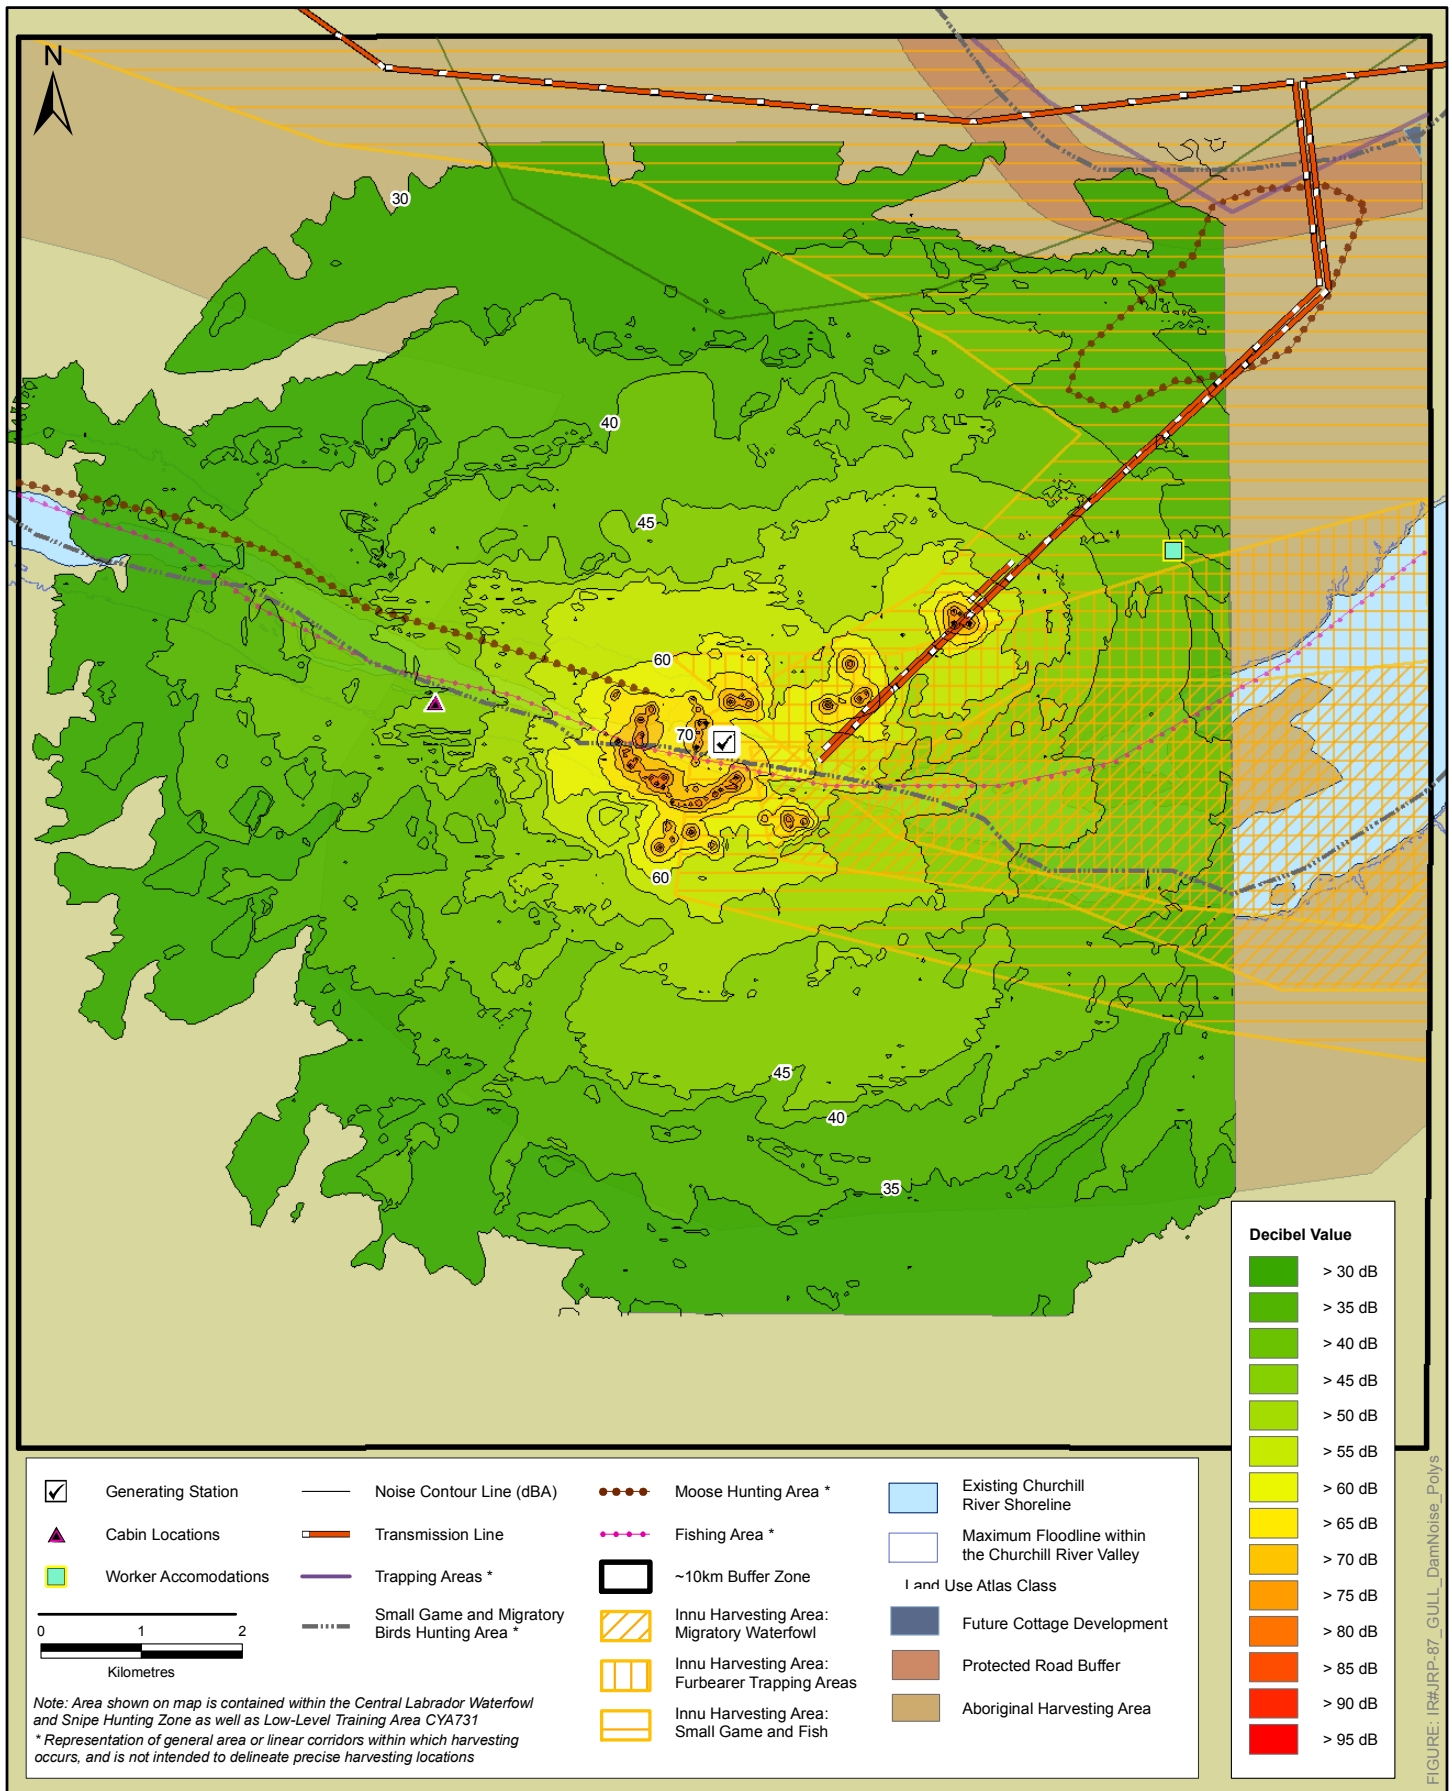 N
30
40
45
60
70
60
45
40
35
Decibel Value
> 30 dB
> 35 dB
> 40 dB
> 45 dB
> 50 dB
> 55 dB
> 60 dB
> 65 dB
> 70 dB
> 75 dB
> 80 dB
> 85 dB
> 90 dB
> 95 dB
Generating Station
Cabin Locations
Worker Accomodations
0 1 2
Kilometres
Noise Contour Line (dBA)
Transmission Line
Trapping Areas *
Small Game and Migratory
Birds Hunting Area *
Moose Hunting Area *
Fishing Area *
~10km Buffer Zone
Innu Harvesting Area:
Migratory Waterfowl
Innu Harvesting Area:
Furbearer Trapping Areas
Innu Harvesting Area:
Small Game and Fish
Existing Churchill
River Shoreline
Maximum Floodline within
the Churchill River Valley
Land Use Atlas Class
Future Cottage Development
Protected Road Buffer
Aboriginal Harvesting Area
Note: Area shown on map is contained within the Central Labrador Waterfowl
and Snipe Hunting Zone as well as Low-Level Training Area CYA731
* Representation of general area or linear corridors within which harvesting
occurs, and is not intended to delineate precise harvesting locations
FIGURE: IR#JRP-87_GULL_DamNoise_Polys